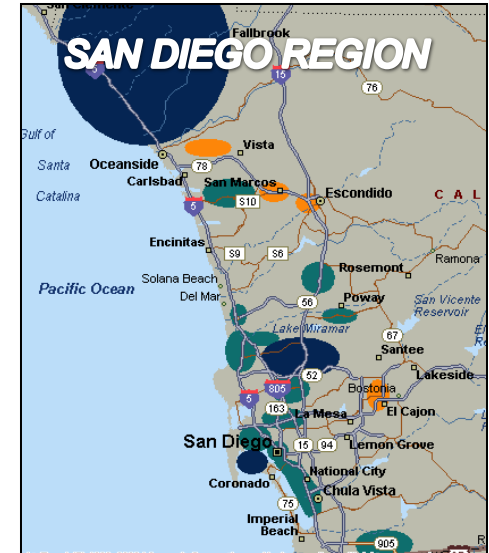 San Clemente
SAN DIEGO REGION
Fallbrook
5
15
76
Gulf of
Santa
Catalina
Vista
Oceanside
78
Carlsbad
San Marcos
Escondido
C A L
5
S10
Encinitas
S9
S6
Ramona
Rosemont
Solana Beach
Pacific Ocean
Del Mar
56
Poway
San Vicente
Reservoir
Lake Miramar
67
Santee
52
Lakeside
805
Bostonia
5
163
La Mesa
El Cajon
San Diego
15
94
Lemon Grove
National City
Coronado
Chula Vista
75
Imperial
Beach
905